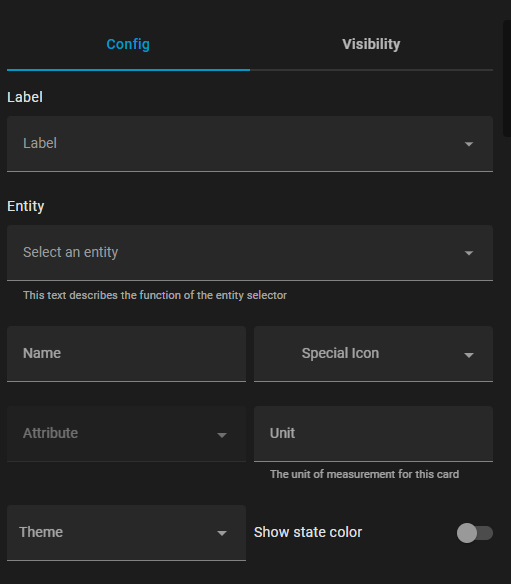 Config
Visibility
Label
Label
Entity
Select an entity
This text describes the function of the entity selector
Name
Special Icon
Attribute
Unit
The unit of measurement for this card
Theme
Show state color